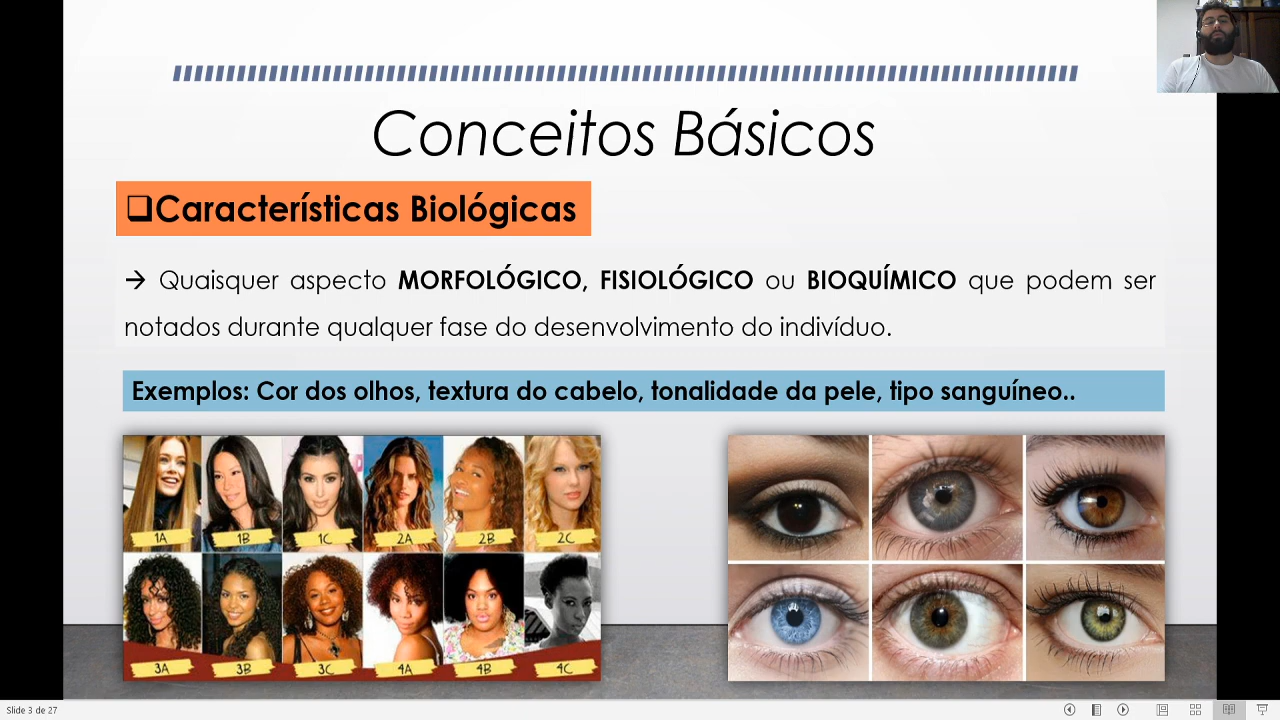 Conceitos Básicos
❑Características Biológicas
→ Quaisquer aspecto MORFOLÓGICO, FISIOLÓGICO ou BIOQUÍMICO que podem ser
notados durante qualquer fase do desenvolvimento do indivíduo.
Exemplos: Cor dos olhos, textura do cabelo, tonalidade da pele, tipo sanguíneo..
1A 1B 1C 2A 2B 2C
3A 3B 3C 4A 4B 4C
Slide 3 de 27